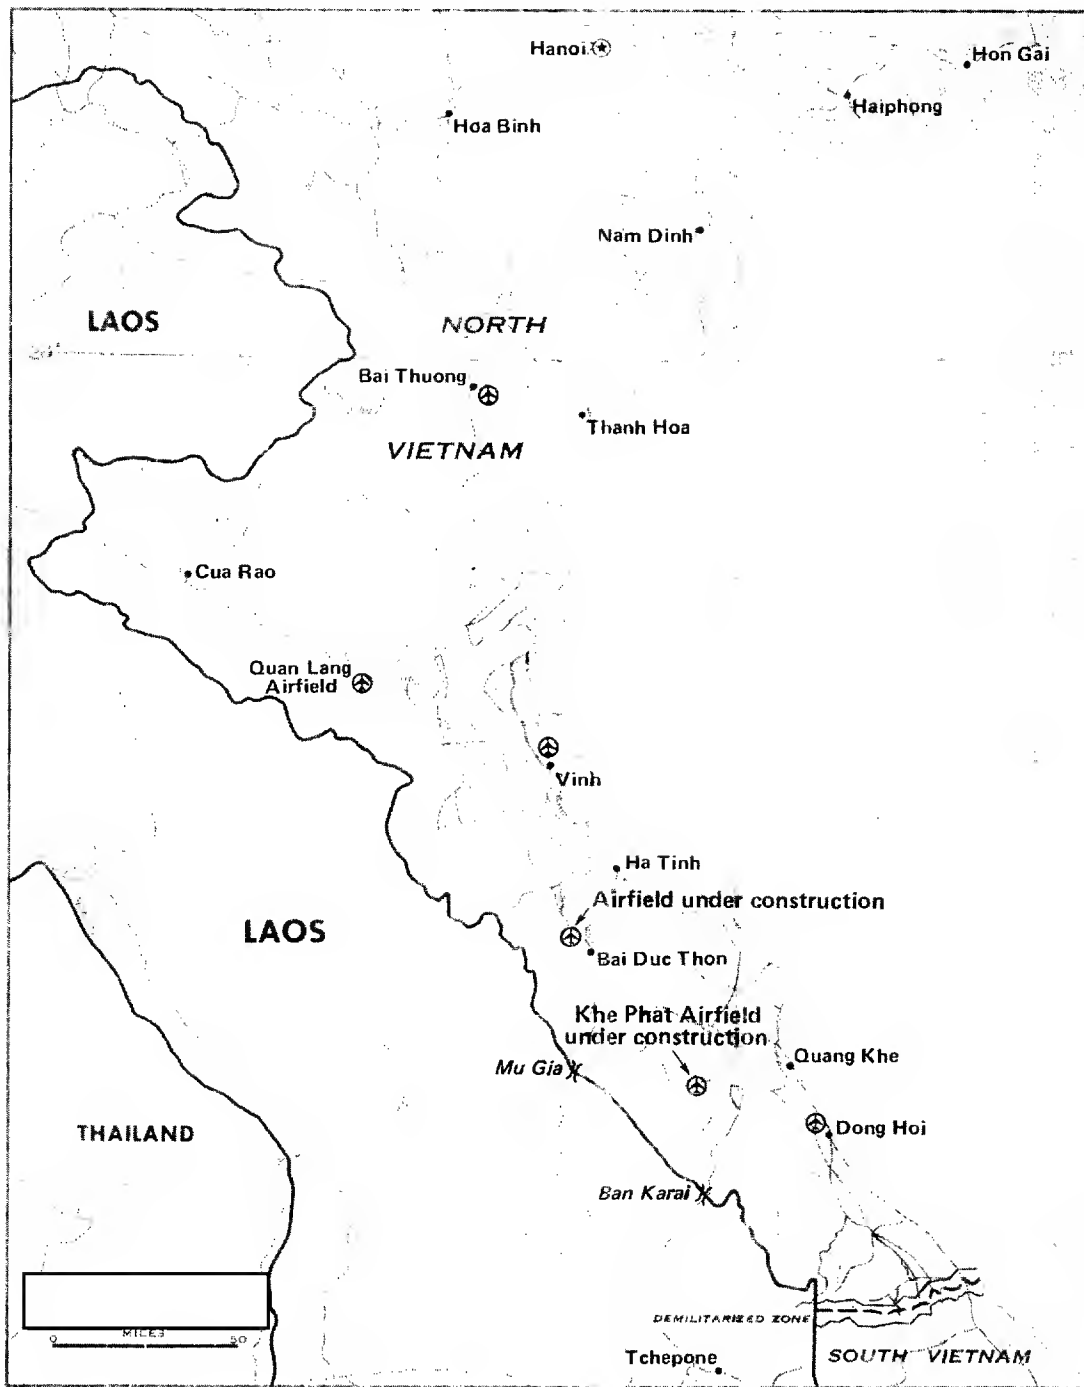 Hanoi
Hon Gai
Haiphong
Hoa Binh
Nam Dinh
LAOS
NORTH
Bai Thuong
Thanh Hoa
VIETNAM
Cua Rao
Quan Lang
Airfield
Vinh
Ha Tinh
Airfield under construction
LAOS
Bai Duc Thon
Khe Phat Airfield
under construction
Quang Khe
Mu Gia
THAILAND
Dong Hoi
Ban Karai
DEMILITARIZED ZONE
MILES
0 50
Tchepone
SOUTH VIETNAM